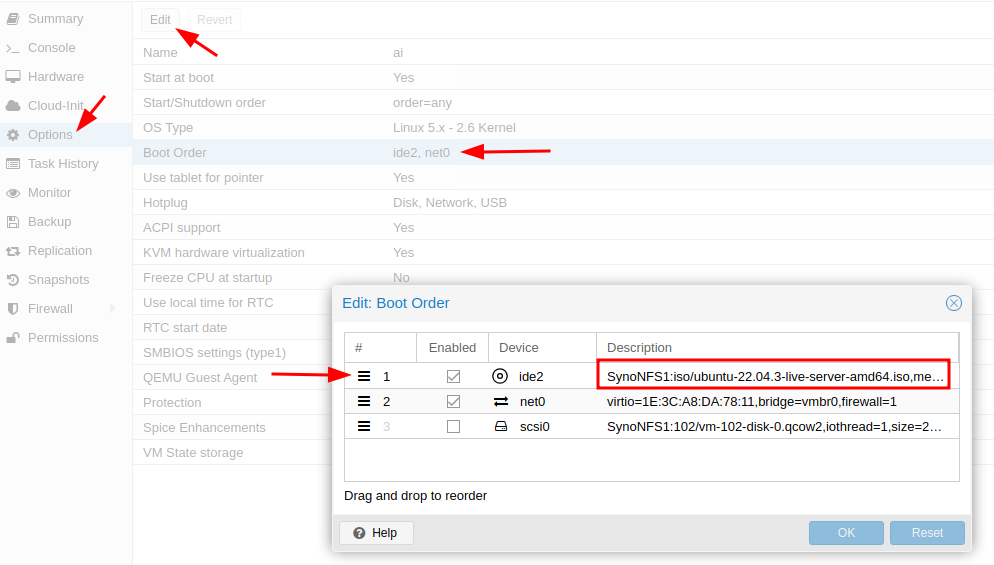 Summary
Console
Hardware
Cloud-Init
Options
Task History
Monitor
Backup
Replication
Snapshots
Firewall
Permissions
Edit Revert
Name ai
Start at boot Yes
Start/Shutdown order order=any
OS Type Linux 5.x - 2.6 Kernel
Boot Order ide2, net0
Use tablet for pointer Yes
Hotplug Disk, Network, USB
ACPI support Yes
KVM hardware virtualization Yes
Freeze CPU at startup No
Use local time for RTC
RTC start date
SMBIOS settings (type1)
QEMU Guest Agent
Protection
Spice Enhancements
VM State storage
Edit: Boot Order
# Enabled Device Description
1 ide2 SynoNFS1:iso/ubuntu-22.04.3-live-server-amd64.iso,me…
2 net0 virtio=1E:3C:A8:DA:78:11,bridge=vmbr0,firewall=1
3 scsi0 SynoNFS1:102/vm-102-disk-0.qcow2,iothread=1,size=2…
Drag and drop to reorder
Help OK Reset